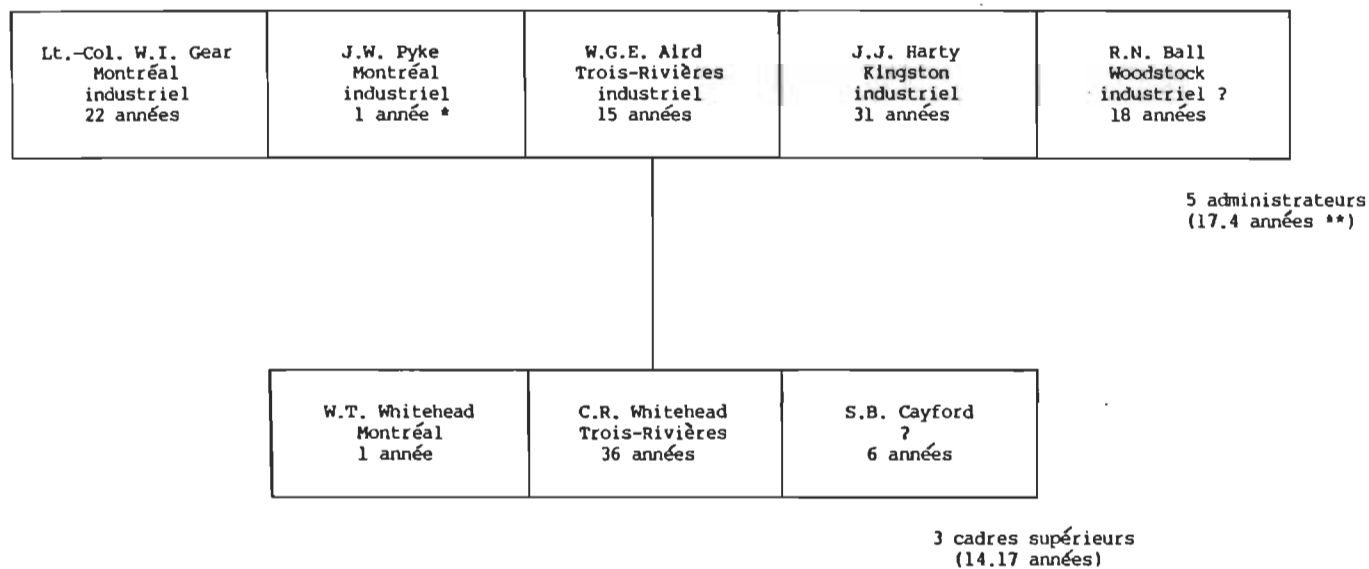 Lt.-Col. W.I. Gear
Montréal
industriel
22 années
J.W. Pyke
Montréal
industriel
1 année *
W.G.E. Aird
Trois-Rivières
industriel
15 années
J.J. Harty
Kingston
industriel
31 années
R.N. Ball
Woodstock
industriel ?
18 années
5 administrateurs
(17.4 années **)
W.T. Whitehead
Montréal
1 année
C.R. Whitehead
Trois-Rivières
36 années
S.B. Cayford
?
6 années
3 cadres supérieurs
(14.17 années)